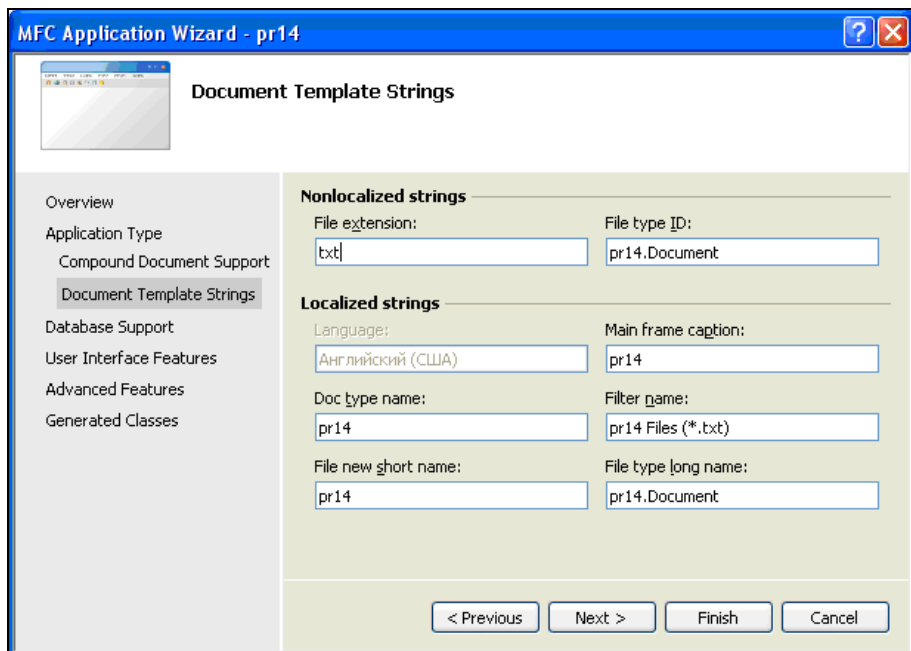 MFC Application Wizard - pr14
Document Template Strings
Overview
Application Type
Compound Document Support
Document Template Strings
Database Support
User Interface Features
Advanced Features
Generated Classes
Nonlocalized strings
File extension:
File type ID:
txt
pr14.Document
Localized strings
Language:
Main frame caption:
Английский (США)
pr14
Doc type name:
Filter name:
pr14
pr14 Files (*.txt)
File new short name:
File type long name:
pr14
pr14.Document
< Previous
Next >
Finish
Cancel